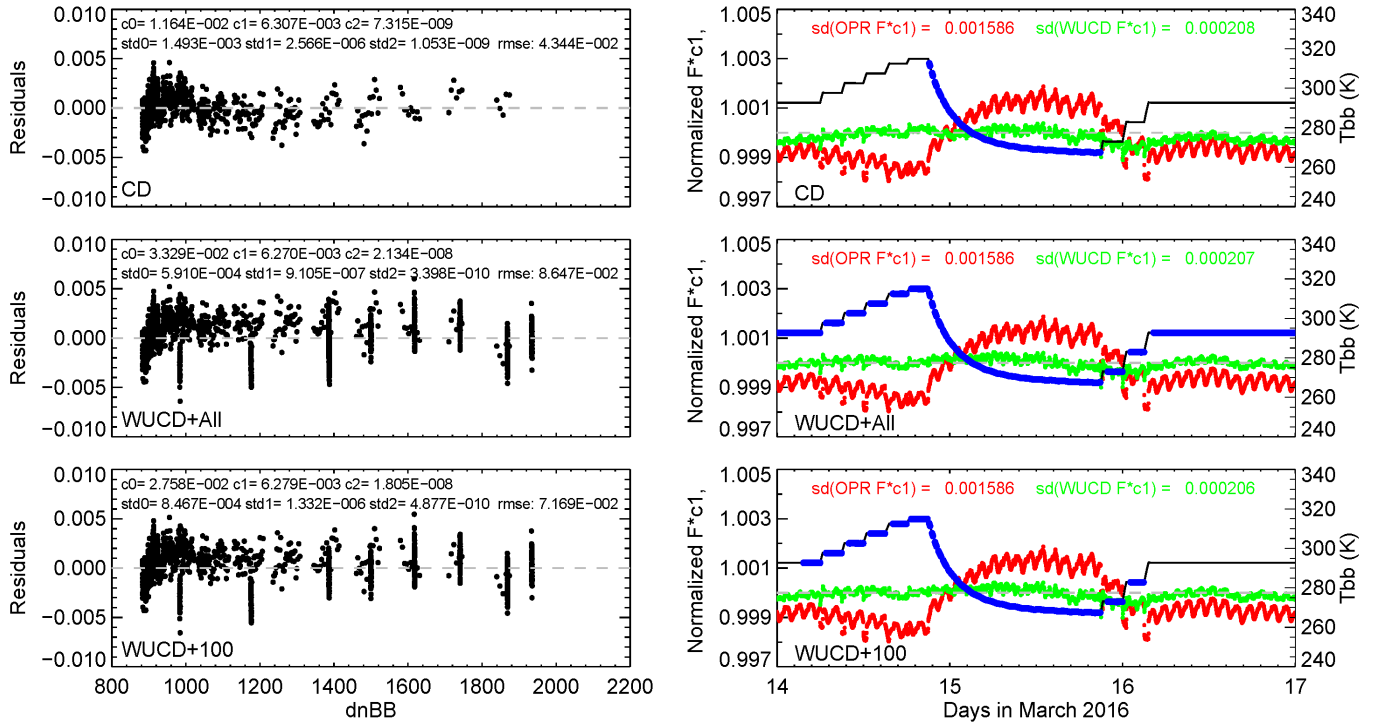 0.010
0.005
0.000
−0.005
−0.010
Residuals
c0= 1.164E−002 c1= 6.307E−003 c2= 7.315E−009
std0= 1.493E−003 std1= 2.566E−006 std2= 1.053E−009 rmse: 4.344E−002
CD
1.005
1.003
1.001
0.999
0.997
Normalized F*c1,
sd(OPR F*c1) = 0.001586 sd(WUCD F*c1) = 0.000208
CD
340
320
300
280
260
240
Tbb (K)
0.010
0.005
0.000
−0.005
−0.010
Residuals
c0= 3.329E−002 c1= 6.270E−003 c2= 2.134E−008
std0= 5.910E−004 std1= 9.105E−007 std2= 3.398E−010 rmse: 8.647E−002
WUCD+All
1.005
1.003
1.001
0.999
0.997
Normalized F*c1,
sd(OPR F*c1) = 0.001586 sd(WUCD F*c1) = 0.000207
WUCD+All
340
320
300
280
260
240
Tbb (K)
0.010
0.005
0.000
−0.005
−0.010
Residuals
c0= 2.758E−002 c1= 6.279E−003 c2= 1.805E−008
std0= 8.467E−004 std1= 1.332E−006 std2= 4.877E−010 rmse: 7.169E−002
WUCD+100
800 1000 1200 1400 1600 1800 2000 2200
dnBB
1.005
1.003
1.001
0.999
0.997
Normalized F*c1,
sd(OPR F*c1) = 0.001586 sd(WUCD F*c1) = 0.000206
WUCD+100
340
320
300
280
260
240
Tbb (K)
14 15 16 17
Days in March 2016